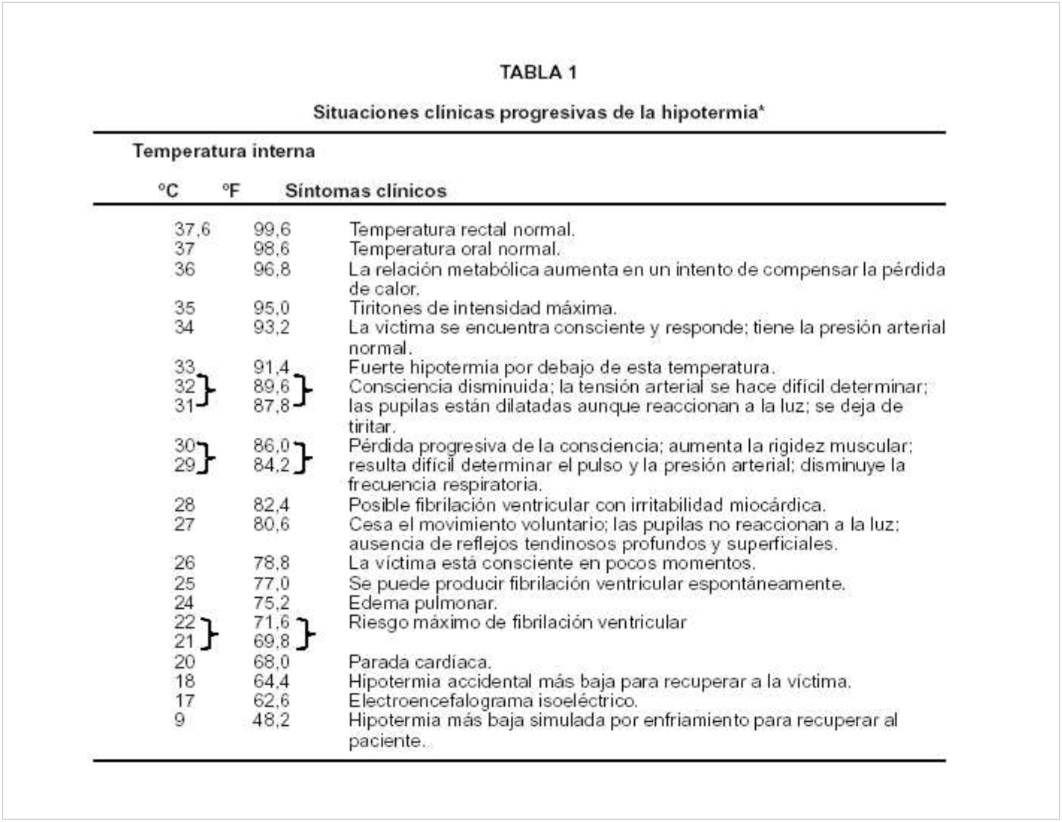 TABLA 1
Situaciones clínicas progresivas de la hipotermia*
Temperatura interna
ºC ºF Síntomas clínicos
37,6 99,6 Temperatura rectal normal.
37 98,6 Temperatura oral normal.
36 96,8 La relación metabólica aumenta en un intento de compensar la pérdida
de calor.
35 95,0 Tiritones de intensidad máxima.
34 93,2 La víctima se encuentra consciente y responde; tiene la presión arterial
normal.
33 91,4 Fuerte hipotermia por debajo de esta temperatura.
32 89,6 Consciencia disminuida; la tensión arterial se hace difícil determinar;
31 87,8 las pupilas están dilatadas aunque reaccionan a la luz; se deja de
tiritar.
30 86,0 Pérdida progresiva de la consciencia; aumenta la rigidez muscular;
29 84,2 resulta difícil determinar el pulso y la presión arterial; disminuye la
frecuencia respiratoria.
28 82,4 Posible fibrilación ventricular con irritabilidad miocárdica.
27 80,6 Cesa el movimiento voluntario; las pupilas no reaccionan a la luz;
ausencia de reflejos tendinosos profundos y superficiales.
26 78,8 La víctima está consciente en pocos momentos.
25 77,0 Se puede producir fibrilación ventricular espontáneamente.
24 75,2 Edema pulmonar.
22 71,6 Riesgo máximo de fibrilación ventricular
21 69,8
20 68,0 Parada cardíaca.
18 64,4 Hipotermia accidental más baja para recuperar a la víctima.
17 62,6 Electroencefalograma isoeléctrico.
9 48,2 Hipotermia más baja simulada por enfriamiento para recuperar al
paciente.